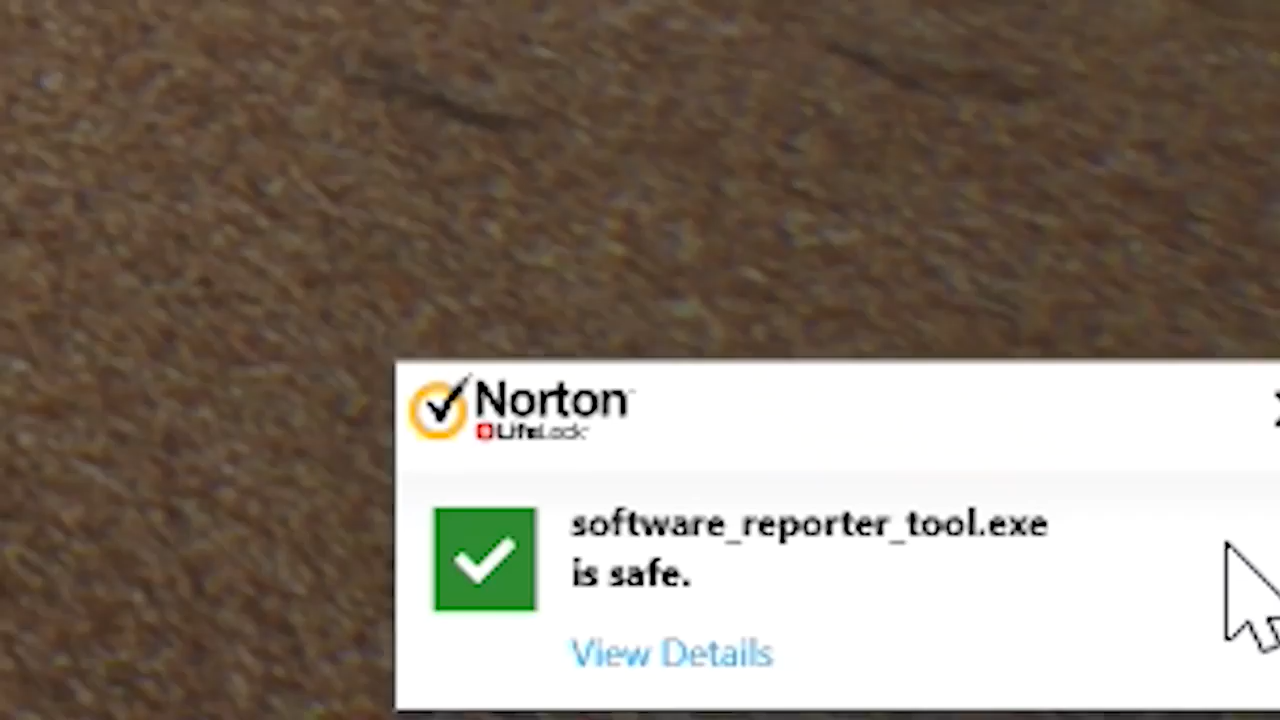 Norton
LifeLock
software_reporter_tool.exe
is safe.
View Details